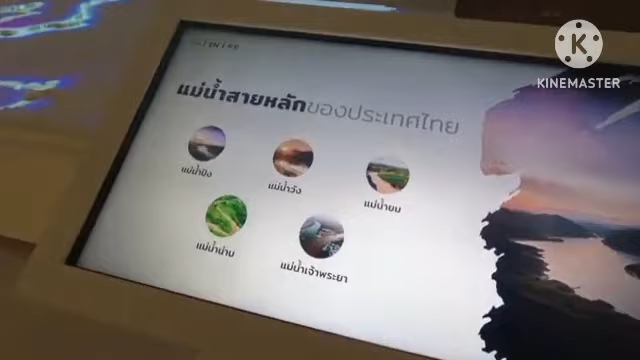 KINEMASTER
แม่น้ำสายหลักของประเทศไทย
แม่น้ำปิง
แม่น้ำวัง
แม่น้ำยม
แม่น้ำน่าน
แม่น้ำเจ้าพระยา